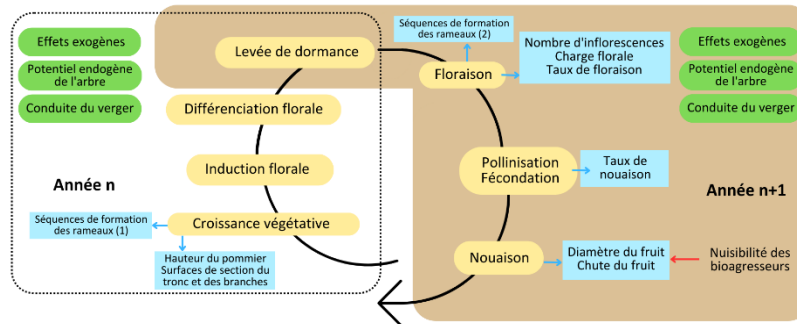 Effets exogènes
Potentiel endogène
de l'arbre
Conduite du verger
Année n
Levée de dormance
Différenciation florale
Induction florale
Croissance végétative
Séquences de formation
des rameaux (1)
Hauteur du pommier
Surfaces de section du
tronc et des branches
Séquences de formation
des rameaux (2)
Floraison
Nombre d'inflorescences
Charge florale
Taux de floraison
Pollinisation
Fécondation
Taux de
nouaison
Nouaison
Diamètre du fruit
Chute du fruit
Nuisibilité des
bioagresseurs
Effets exogènes
Potentiel endogène
de l'arbre
Conduite du verger
Année n+1